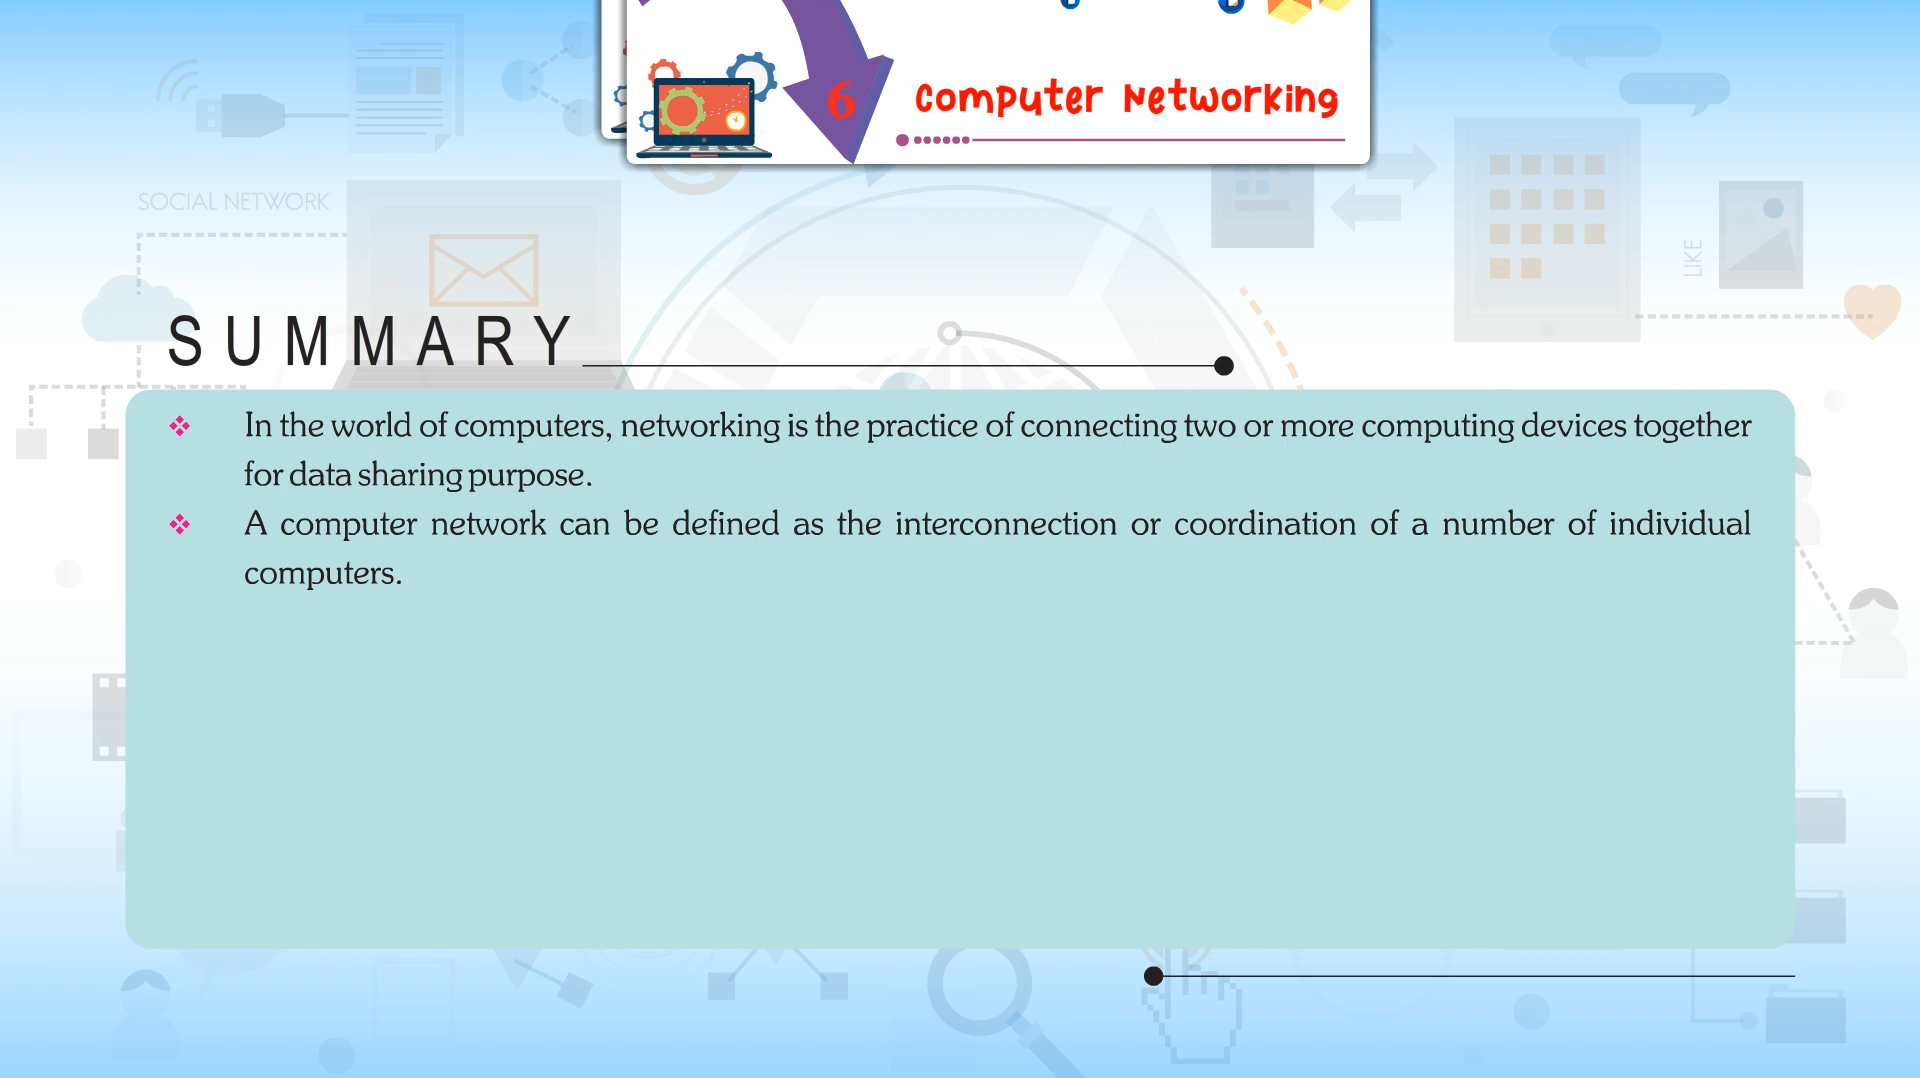 6
Computer Networking
SOCIAL NETWORK
LIKE
SUMMARY
❖ In the world of computers, networking is the practice of connecting two or more computing devices together
for data sharing purpose.
❖ A computer network can be defined as the interconnection or coordination of a number of individual
computers.